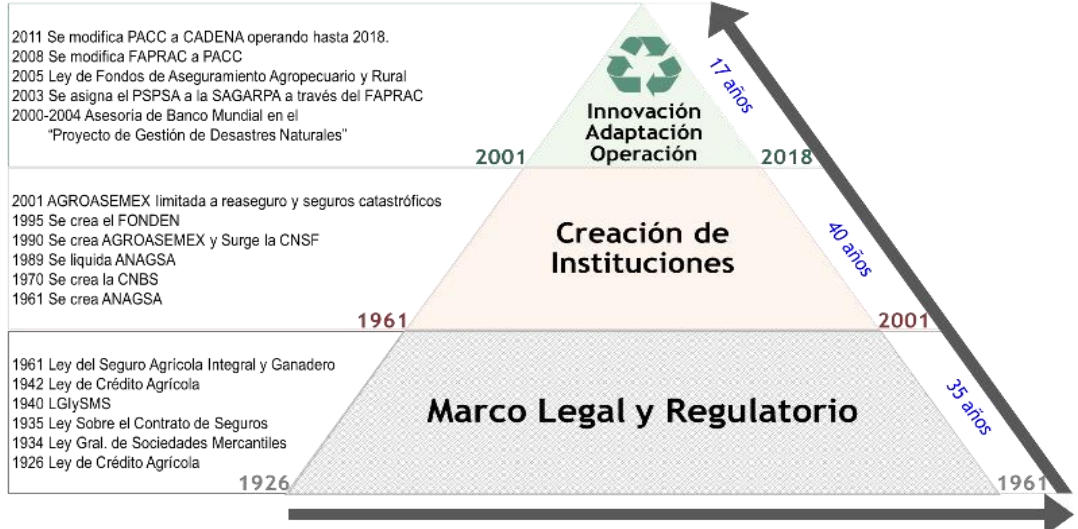 2011 Se modifica PACC a CADENA operando hasta 2018.
2008 Se modifica FAPRAC a PACC
2005 Ley de Fondos de Aseguramiento Agropecuario y Rural
2003 Se asigna el PSPSA a la SAGARPA a través del FAPRAC
2000-2004 Asesoría de Banco Mundial en el
"Proyecto de Gestión de Desastres Naturales"
Innovación
Adaptación
Operación
2001
2018
17 años
2001 AGROASEMEX limitada a reaseguro y seguros catastróficos
1995 Se crea el FONDEN
1990 Se crea AGROASEMEX y Surge la CNSF
1989 Se liquida ANAGSA
1970 Se crea la CNBS
1961 Se crea ANAGSA
Creación de
Instituciones
1961
2001
40 años
1961 Ley del Seguro Agrícola Integral y Ganadero
1942 Ley de Crédito Agrícola
1940 LGIySMS
1935 Ley Sobre el Contrato de Seguros
1934 Ley Gral. de Sociedades Mercantiles
1926 Ley de Crédito Agrícola
Marco Legal y Regulatorio
1926
1961
35 años